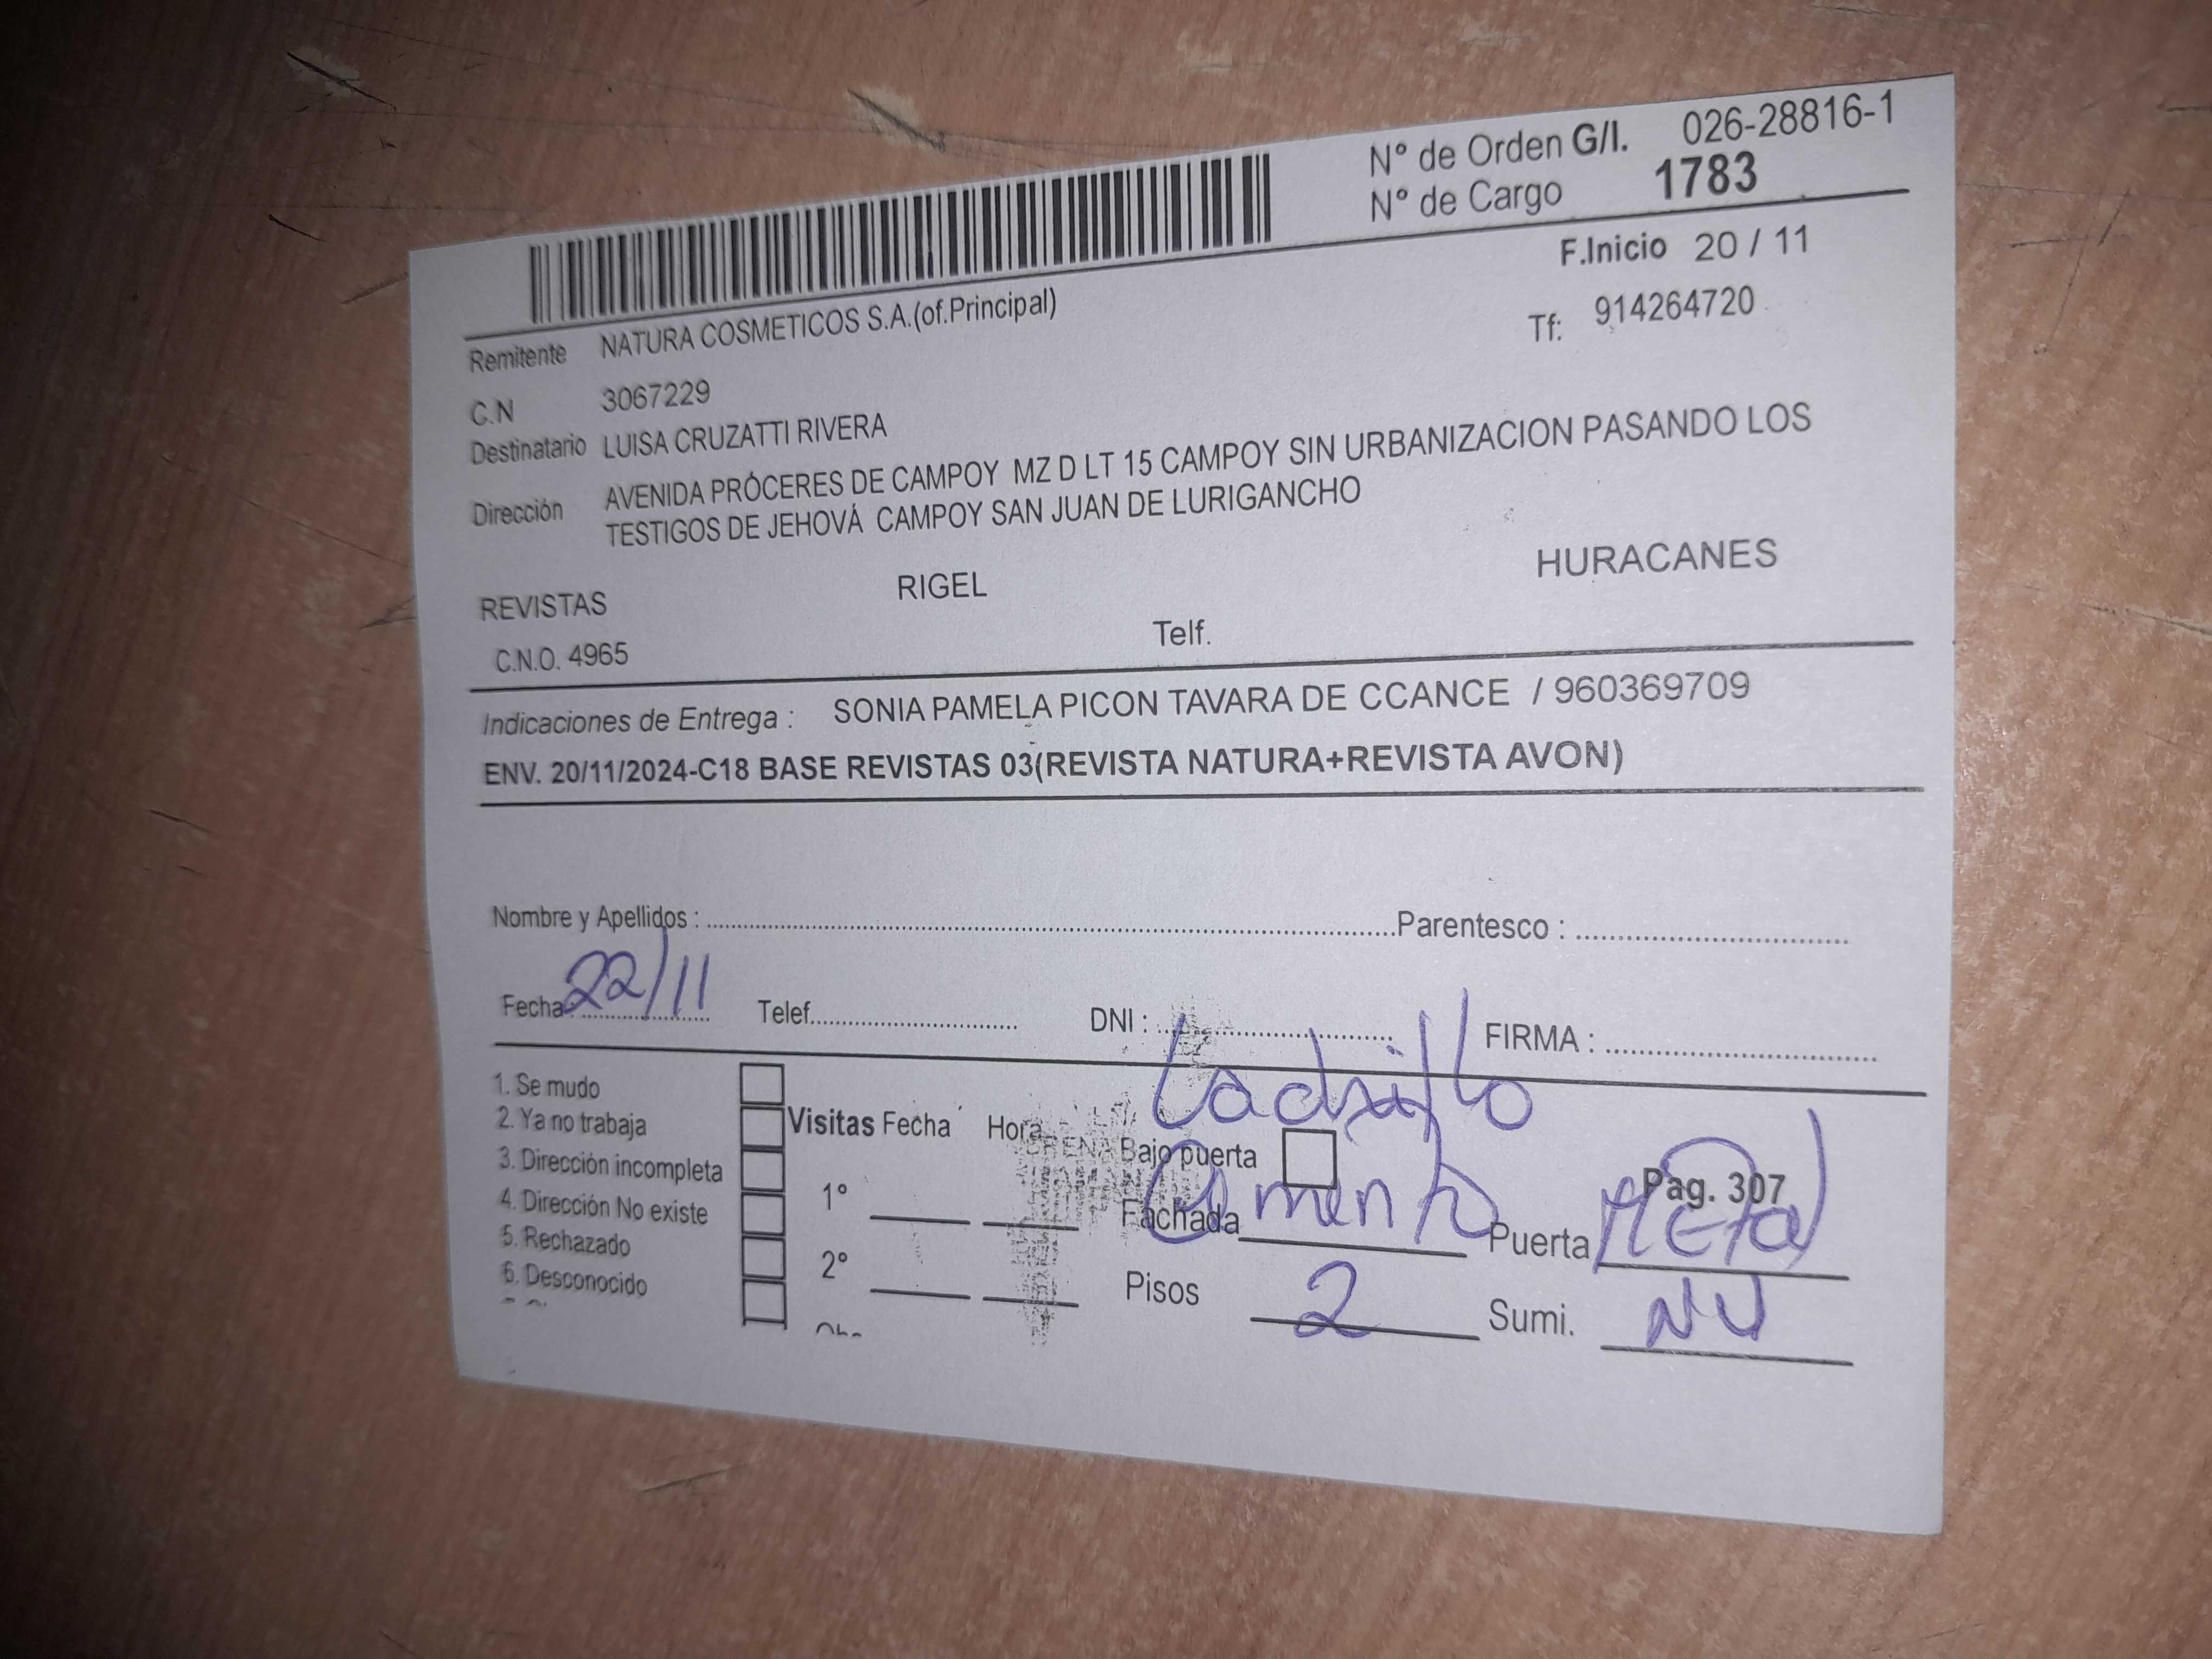 N° de Orden G/I. 026-28816-1
N° de Cargo 1783
F.Inicio 20 / 11
Remitente NATURA COSMETICOS S.A.(of.Principal)
Tf: 914264720
C.N 3067229
Destinatario LUISA CRUZATTI RIVERA
Dirección AVENIDA PRÓCERES DE CAMPOY MZ D LT 15 CAMPOY SIN URBANIZACION PASANDO LOS
TESTIGOS DE JEHOVÁ CAMPOY SAN JUAN DE LURIGANCHO
REVISTAS RIGEL HURACANES
C.N.O. 4965 Telf.
Indicaciones de Entrega : SONIA PAMELA PICON TAVARA DE CCANCE / 960369709
ENV. 20/11/2024-C18 BASE REVISTAS 03(REVISTA NATURA+REVISTA AVON)
Nombre y Apellidos : Parentesco :
Fecha : 22/11 Telef. DNI : FIRMA :
Ladrillo
1. Se mudo
2. Ya no trabaja
3. Dirección incompleta
4. Dirección No existe
5. Rechazado
6. Desconocido
Visitas Fecha Hora
1°
2°
Bajo puerta
Pag. 307
Fachada Cemento Puerta Metal
Pisos 2 Sumi. NV